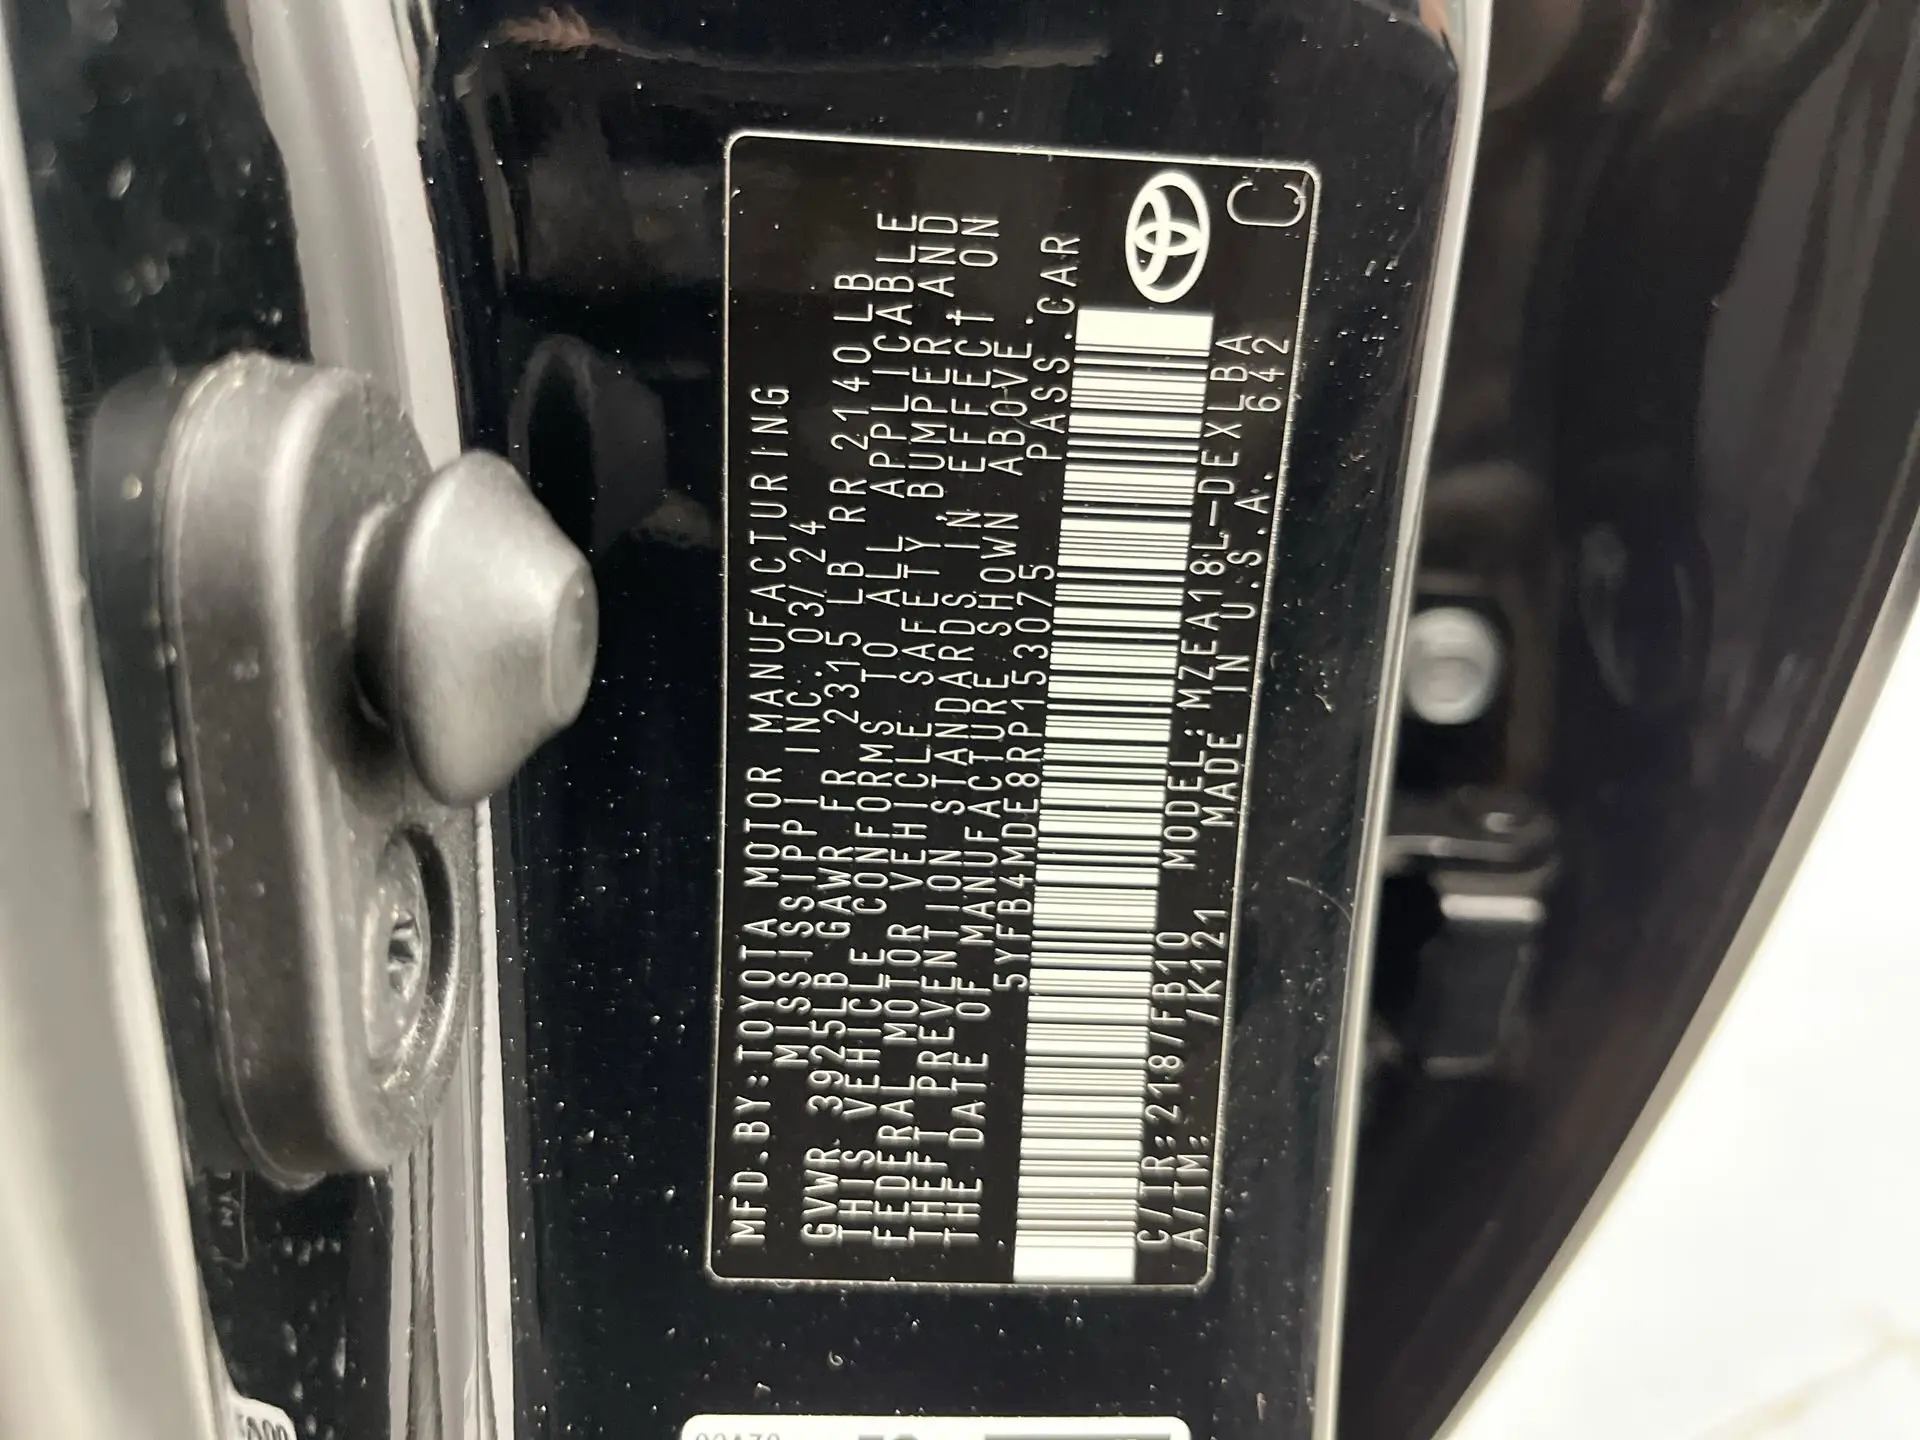 MFD.BY:TOYOTA MOTOR MANUFACTURING
MISSISSIPPI INC. 03/24
GVWR 3925LB GAWR FR 2315 LB RR 2140 LB
THIS VEHICLE CONFORMS TO ALL APPLICABLE
FEDERAL MOTOR VEHICLE SAFETY, BUMPER AND
THEFT PREVENTION STANDARDS IN EFFECT ON
THE DATE OF MANUFACTURE SHOWN ABOVE.
5YFB4MDE8RP153075 PASS.CAR
C/TR:218/FB10 MODEL:MZEA18L-DEXLBA
A/TM: /K121 MADE IN U.S.A. 642
C